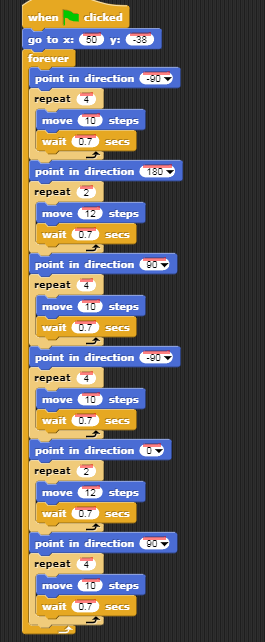 when clicked
go to x: 50 y: -38
forever
point in direction -90
repeat 4
move 10 steps
wait 0.7 secs
point in direction 180
repeat 2
move 12 steps
wait 0.7 secs
point in direction 90
repeat 4
move 10 steps
wait 0.7 secs
point in direction -90
repeat 4
move 10 steps
wait 0.7 secs
point in direction 0
repeat 2
move 12 steps
wait 0.7 secs
point in direction 90
repeat 4
move 10 steps
wait 0.7 secs